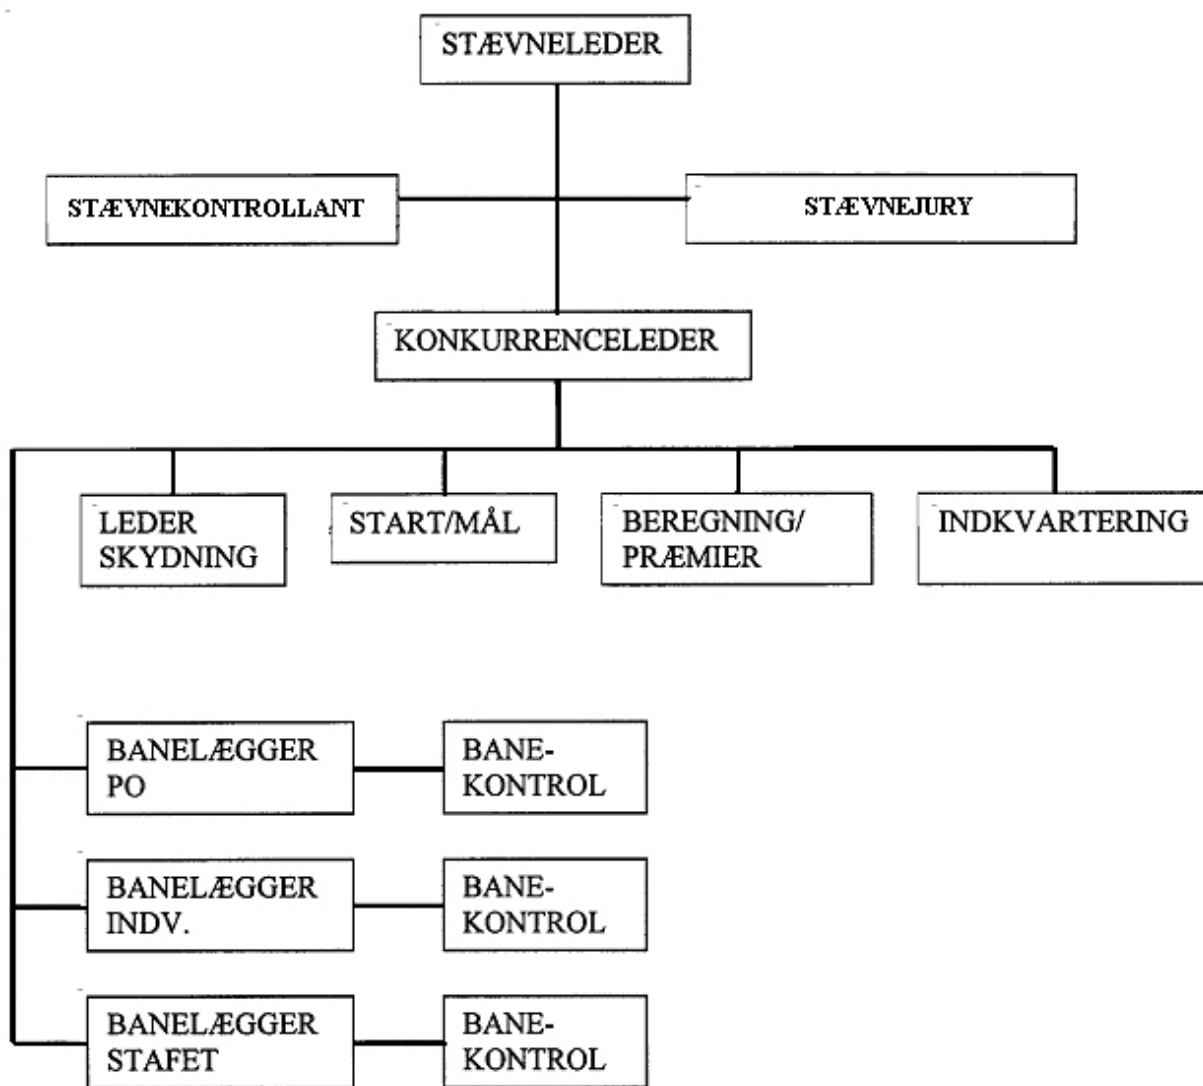 STÆVNELEDER
STÆVNEKONTROLLANT
STÆVNEJURY
KONKURRENCELEDER
LEDER
SKYDNING
START/MÅL
BEREGNING/
PRÆMIER
INDKVARTERING
BANELÆGGER
PO
BANE-
KONTROL
BANELÆGGER
INDV.
BANE-
KONTROL
BANELÆGGER
STAFET
BANE-
KONTROL